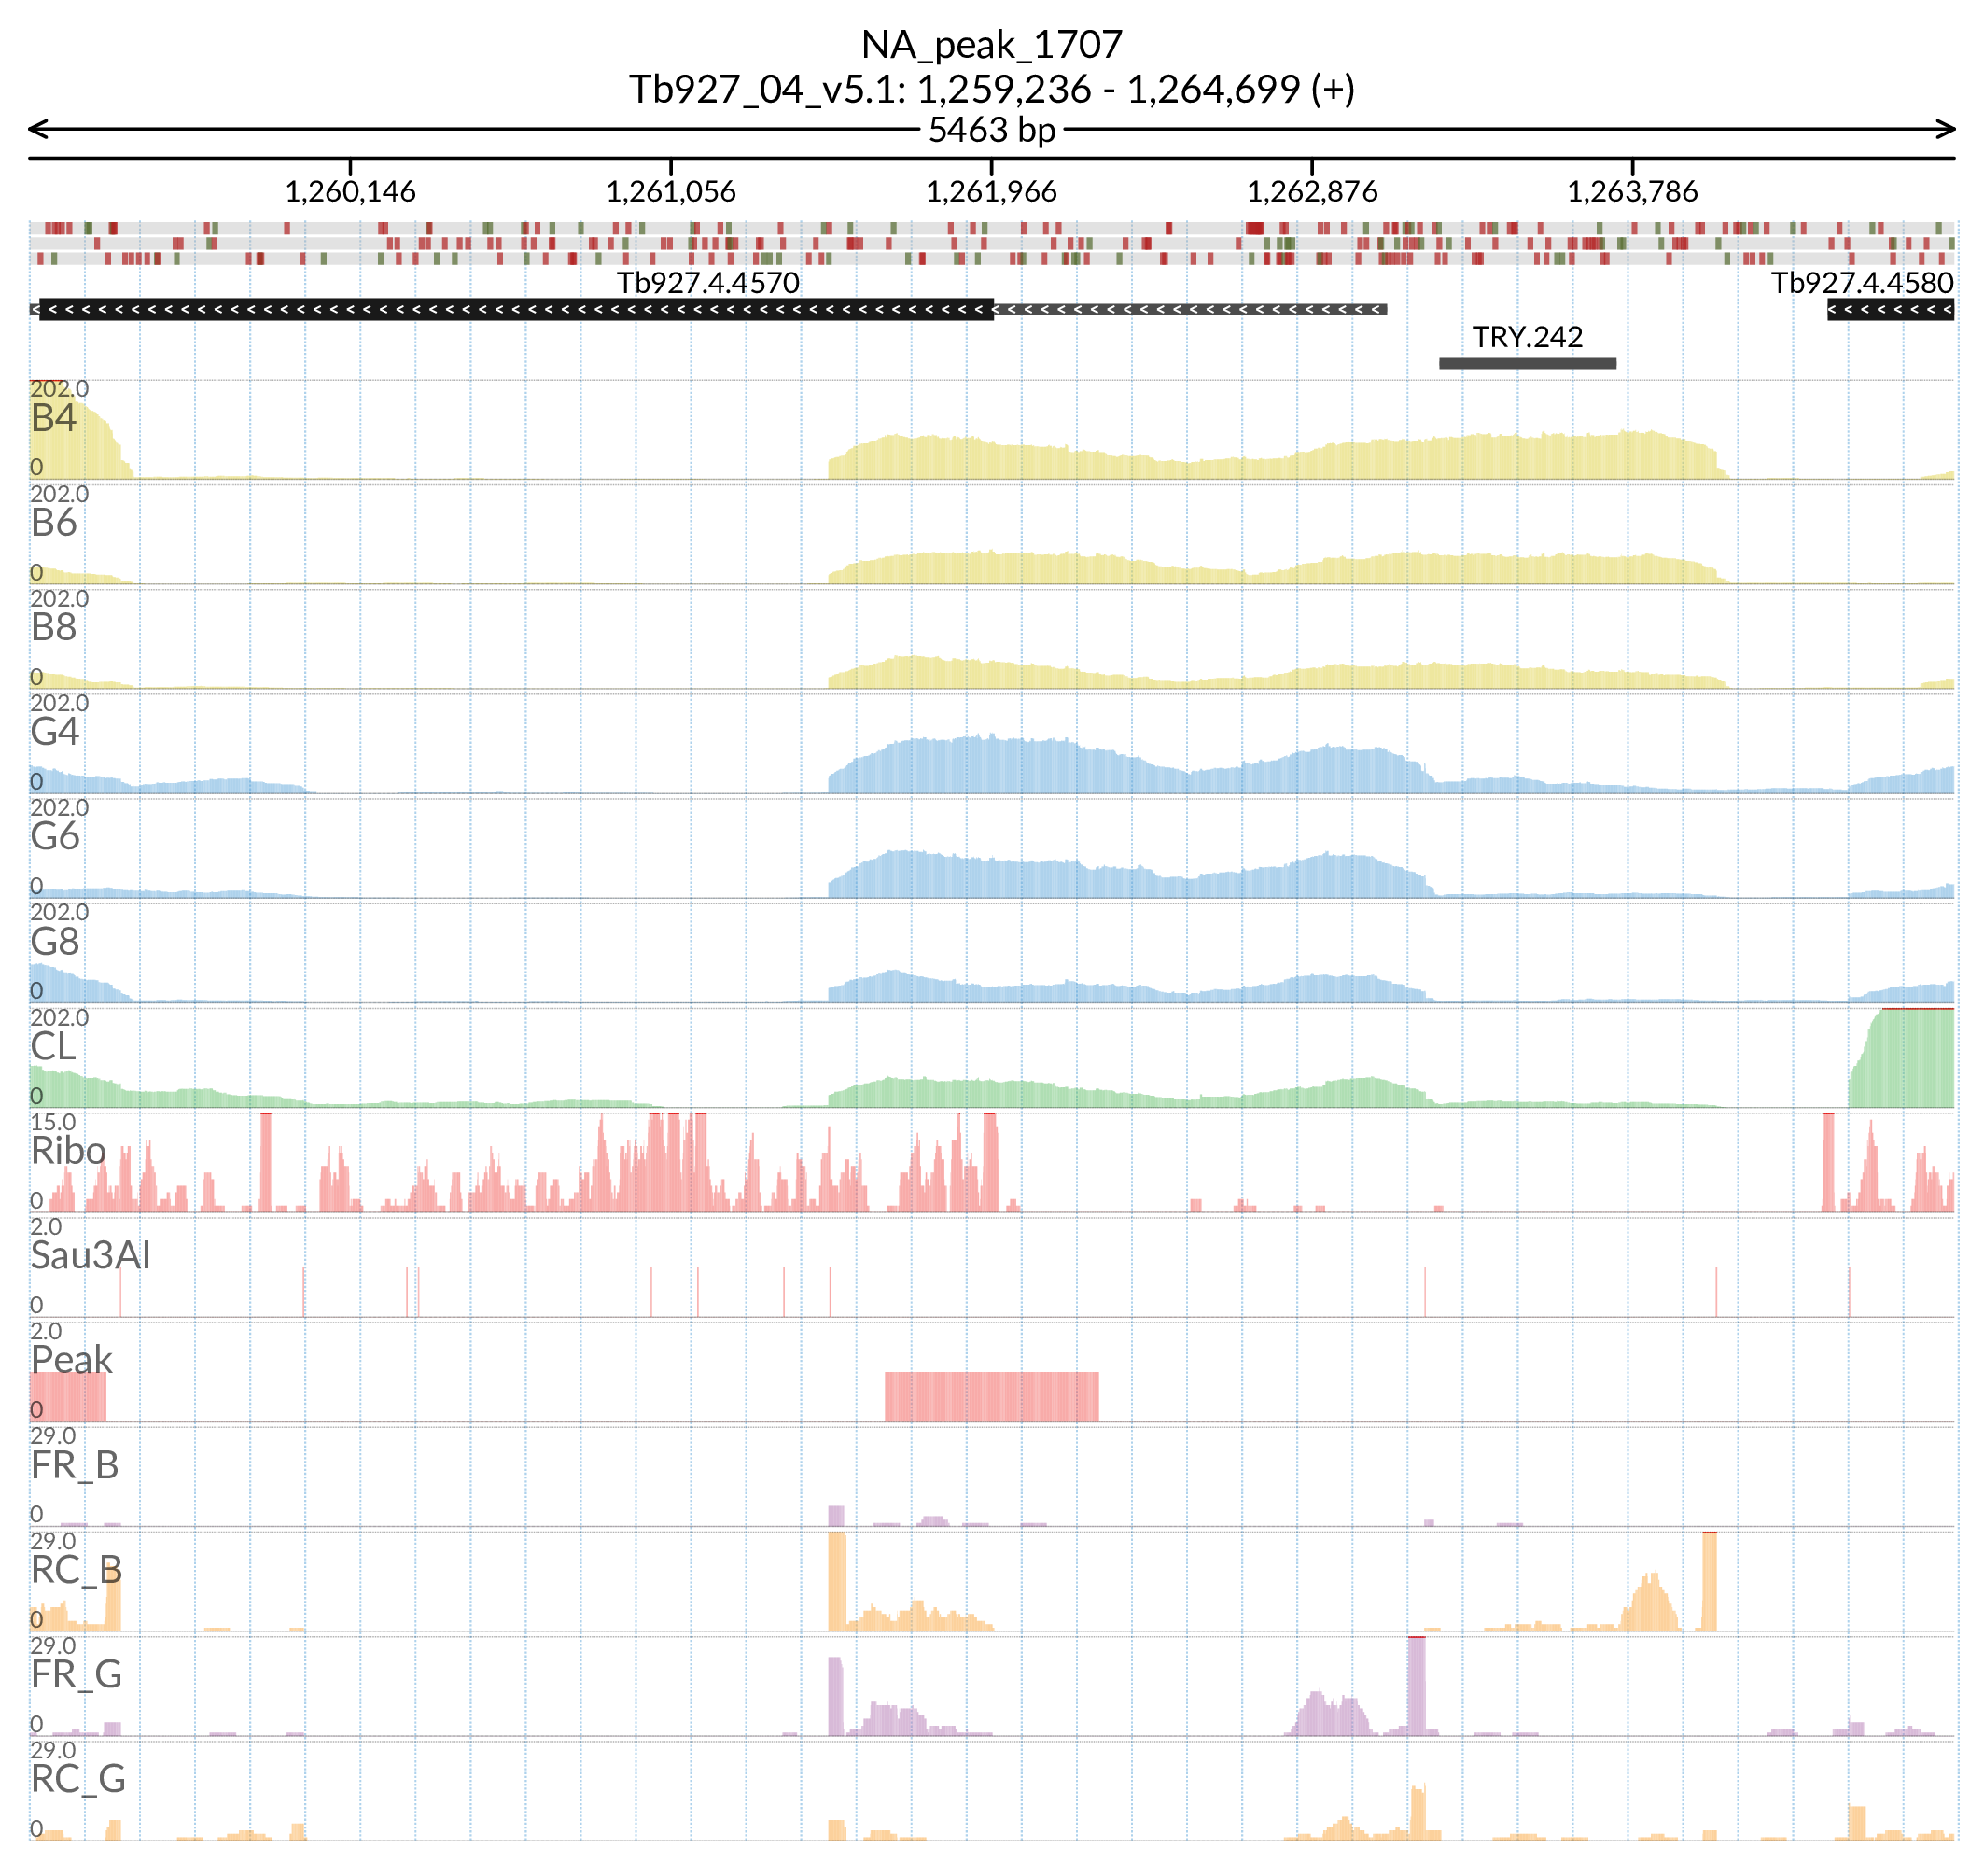 NA_peak_1707
Tb927_04_v5.1: 1,259,236 - 1,264,699 (+)
5463 bp
1,260,146 1,261,056 1,261,966 1,262,876 1,263,786
Tb927.4.4570 Tb927.4.4580
TRY.242
202.0
B4
0
202.0
B6
0
202.0
B8
0
202.0
G4
0
202.0
G6
0
202.0
G8
0
202.0
CL
0
15.0
Ribo
0
2.0
Sau3AI
0
2.0
Peak
0
29.0
FR_B
0
29.0
RC_B
0
29.0
FR_G
0
29.0
RC_G
0